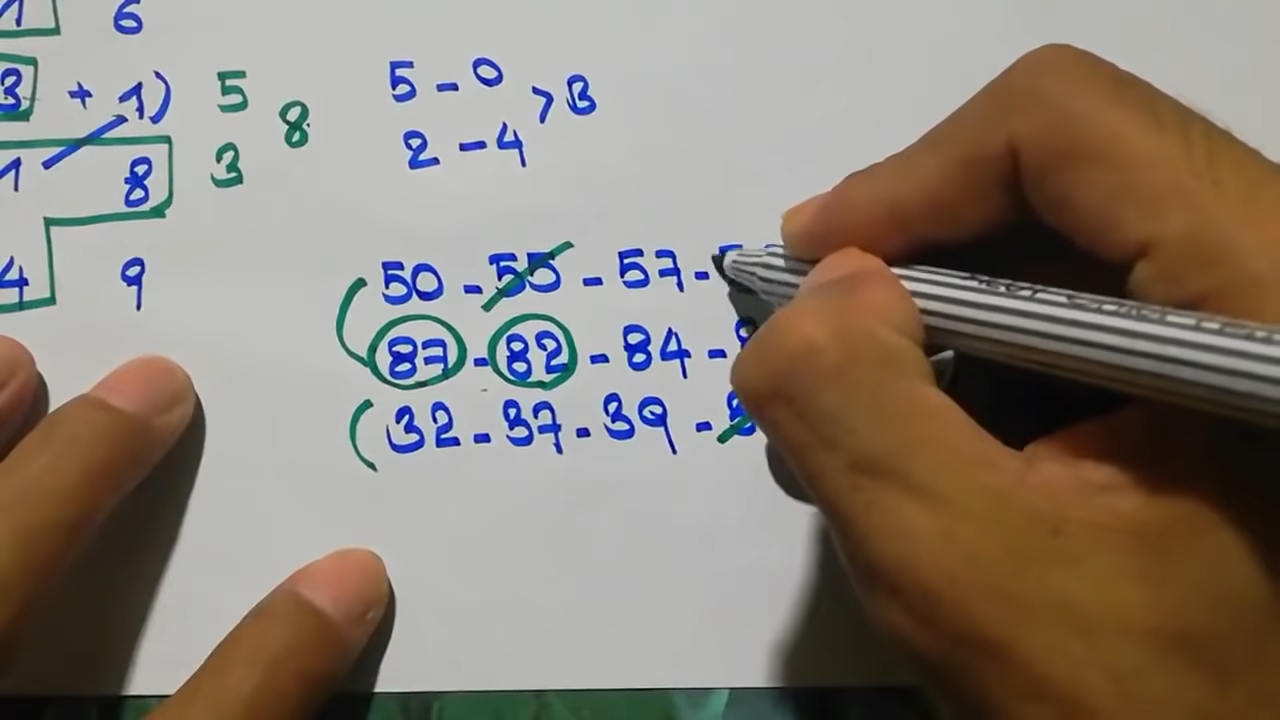 1 6
3 + 1) 5 8
1 8 3
4 9
5 - 0
2 - 4 > B
50 - 55 - 57 -
87 - 82 - 84 -
32 - 37 - 39 -